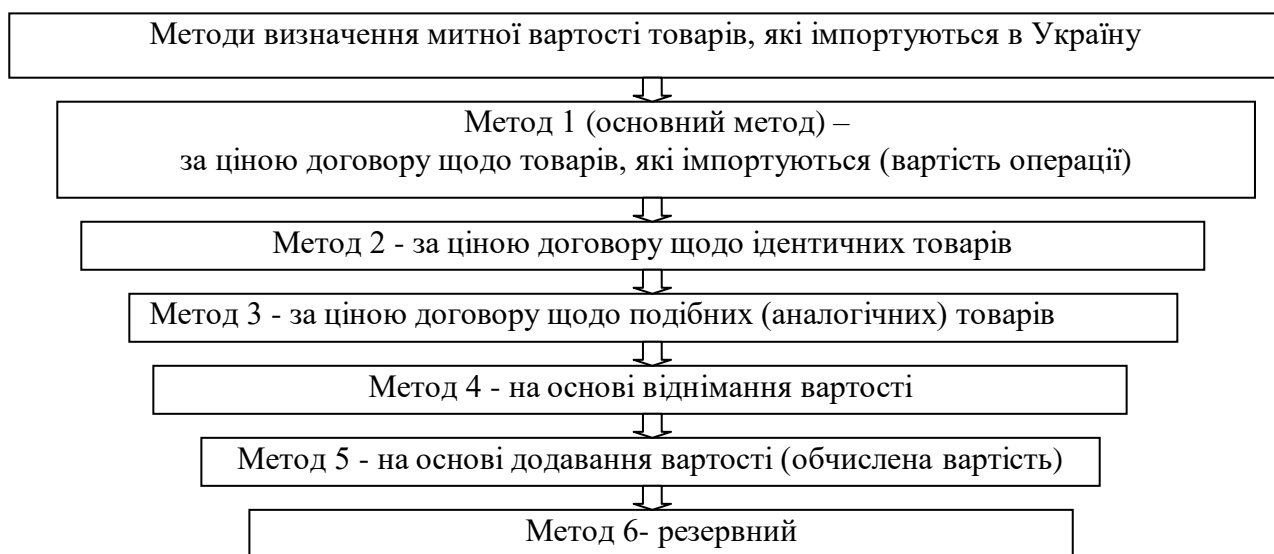 Методи визначення митної вартості товарів, які імпортуються в Україну
Метод 1 (основний метод) –
за ціною договору щодо товарів, які імпортуються (вартість операції)
Метод 2 - за ціною договору щодо ідентичних товарів
Метод 3 - за ціною договору щодо подібних (аналогічних) товарів
Метод 4 - на основі віднімання вартості
Метод 5 - на основі додавання вартості (обчислена вартість)
Метод 6- резервний